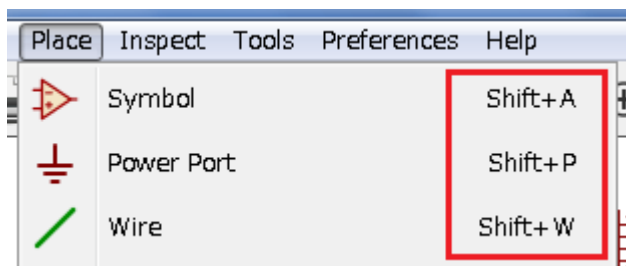 Place Inspect Tools Preferences Help
Symbol Shift+A
Power Port Shift+P
Wire Shift+W